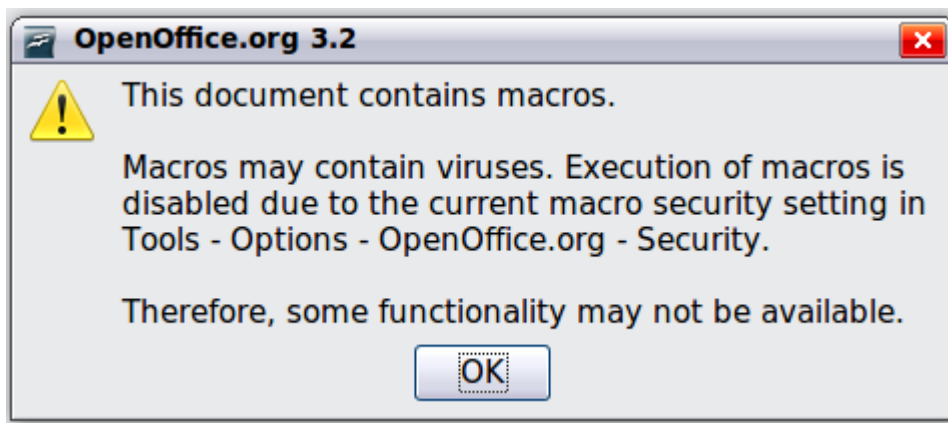 OpenOffice.org 3.2
This document contains macros.
Macros may contain viruses. Execution of macros is
disabled due to the current macro security setting in
Tools - Options - OpenOffice.org - Security.
Therefore, some functionality may not be available.
OK